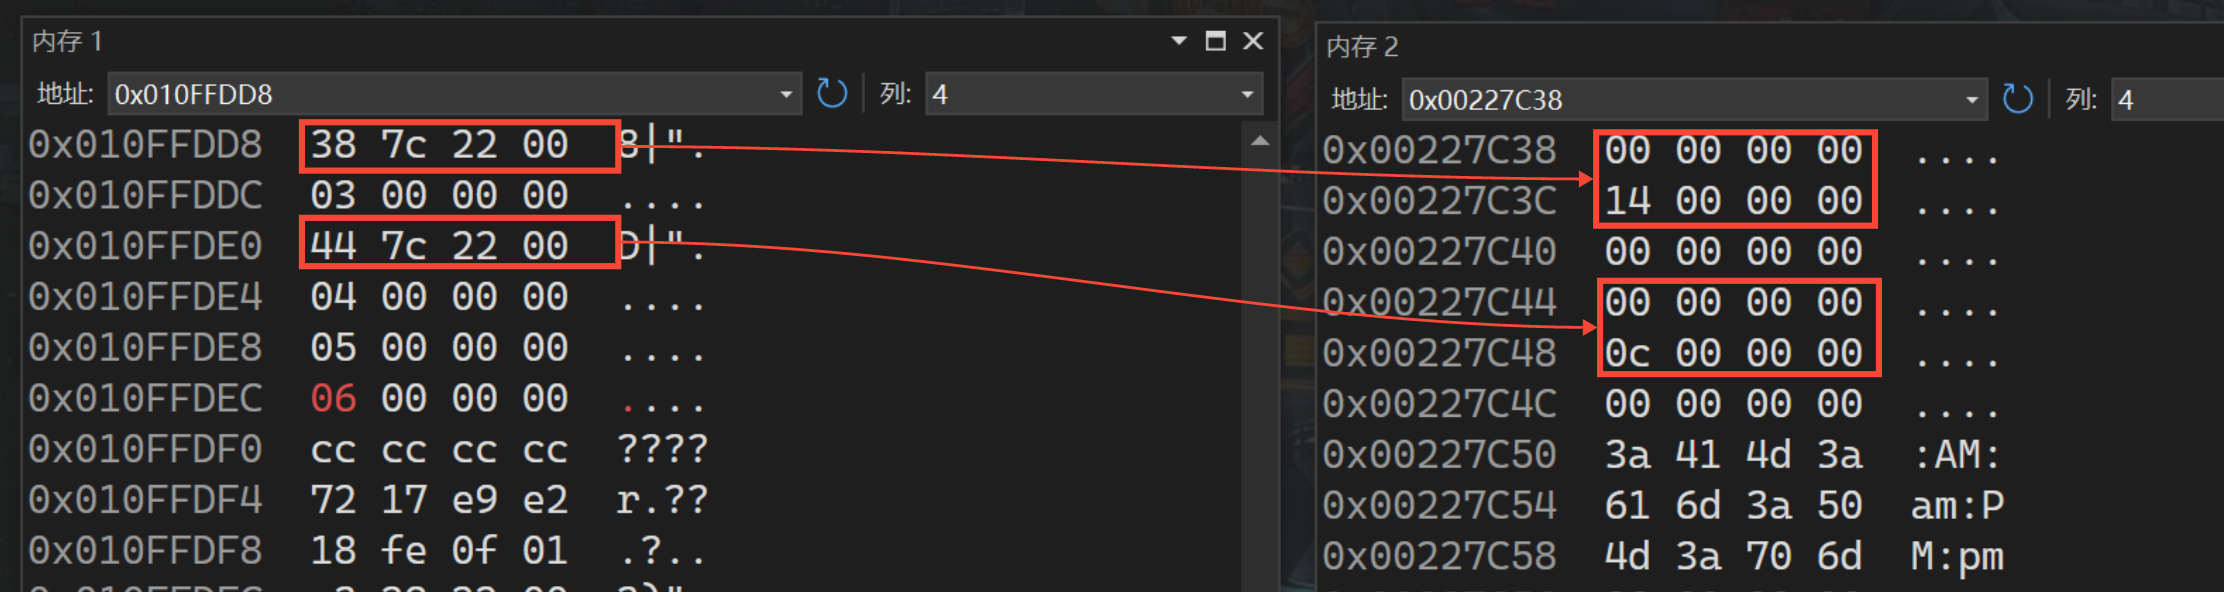 内存 1
地址: 0x010FFDD8 列: 4
0x010FFDD8 38 7c 22 00 8|".
0x010FFDDC 03 00 00 00 ....
0x010FFDE0 44 7c 22 00 D|".
0x010FFDE4 04 00 00 00 ....
0x010FFDE8 05 00 00 00 ....
0x010FFDEC 06 00 00 00 ....
0x010FFDF0 cc cc cc cc ????
0x010FFDF4 72 17 e9 e2 r.??
0x010FFDF8 18 fe 0f 01 .?..
内存 2
地址: 0x00227C38 列: 4
0x00227C38 00 00 00 00 ....
0x00227C3C 14 00 00 00 ....
0x00227C40 00 00 00 00 ....
0x00227C44 00 00 00 00 ....
0x00227C48 0c 00 00 00 ....
0x00227C4C 00 00 00 00 ....
0x00227C50 3a 41 4d 3a :AM:
0x00227C54 61 6d 3a 50 am:P
0x00227C58 4d 3a 70 6d M:pm